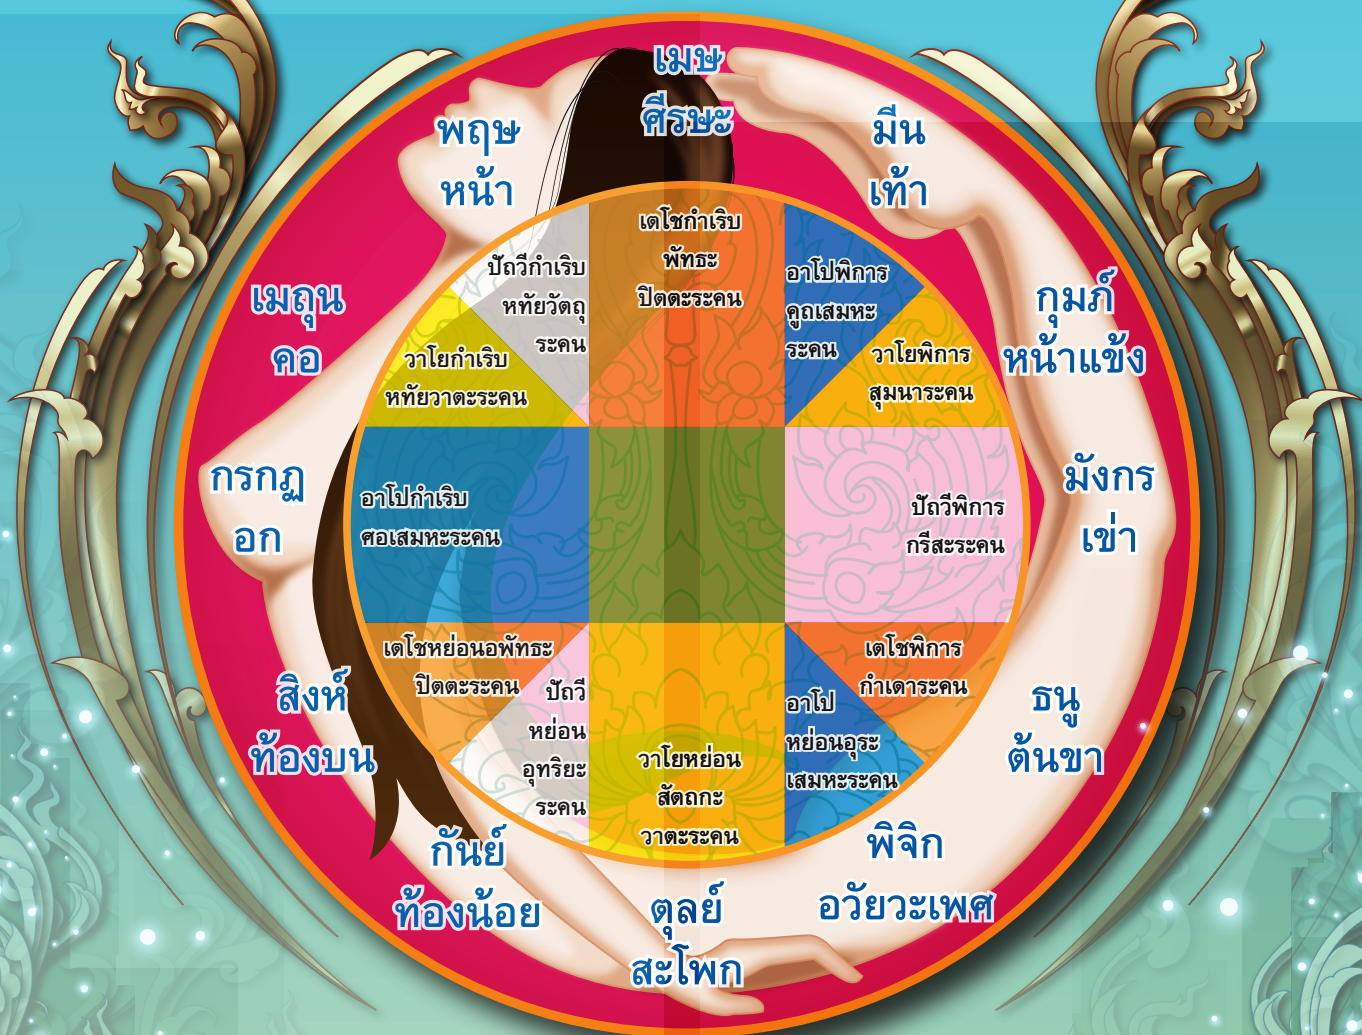 เมษ
ศีรษะ
พฤษ
หน้า
เมถุน
คอ
กรกฏ
อก
สิงห์
ท้องบน
กันย์
ท้องน้อย
ตุลย์
สะโพก
พิจิก
อวัยวะเพศ
ธนู
ต้นขา
มังกร
เข่า
กุมภ์
หน้าแข้ง
มีน
เท้า
เตโชกำเริบ
พัทธะ
ปิตตะระคน
ปัถวีกำเริบ
หทัยวัตถุ
ระคน
วาโยกำเริบ
หทัยวาตะระคน
อาโปกำเริบ
ศอเสมหะระคน
เตโชหย่อนอพัทธะ
ปิตตะระคน
ปัถวี
หย่อน
อุทริยะ
ระคน
วาโยหย่อน
สัตถกะ
วาตะระคน
อาโป
หย่อนอุระ
เสมหะระคน
เตโชพิการ
กำเดาระคน
ปัถวีพิการ
กรีสะระคน
วาโยพิการ
สุมนาระคน
อาโปพิการ
คูถเสมหะ
ระคน